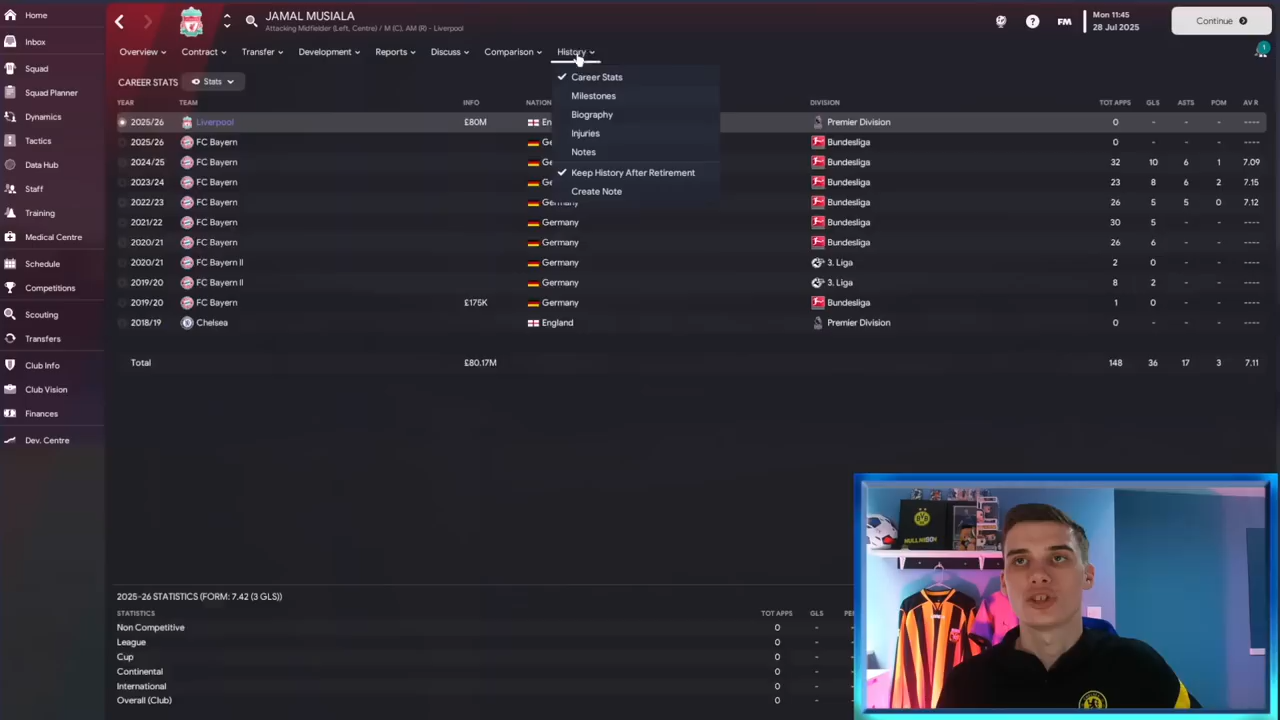 Home
Inbox
Squad
Squad Planner
Dynamics
Tactics
Data Hub
Staff
Training
Medical Centre
Schedule
Competitions
Scouting
Transfers
Club Info
Club Vision
Finances
Dev. Centre
JAMAL MUSIALA
Attacking Midfielder (Left, Centre) / M (C), AM (R) - Liverpool
FM
Mon 11:45
28 Jul 2025
Continue
1
Overview Contract Transfer Development Reports Discuss Comparison History
Career Stats
Milestones
Biography
Injuries
Notes
Keep History After Retirement
Create Note
CAREER STATS Stats
YEAR TEAM INFO NATION DIVISION TOT APPS GLS ASTS POM AV R
2025/26 Liverpool £80M En Premier Division 0 - - - ----
2025/26 FC Bayern Bundesliga 0 - - - ----
2024/25 FC Bayern Ge Bundesliga 32 10 6 1 7.09
2023/24 FC Bayern Ge Bundesliga 23 8 6 2 7.15
2022/23 FC Bayern Germany Bundesliga 26 5 5 0 7.12
2021/22 FC Bayern Germany Bundesliga 30 5 - - ----
2020/21 FC Bayern Germany Bundesliga 26 6 - - ----
2020/21 FC Bayern II Germany 3. Liga 2 0 - - ----
2019/20 FC Bayern II Germany 3. Liga 8 2 - - ----
2019/20 FC Bayern £175K Germany Bundesliga 1 0 - - ----
2018/19 Chelsea England Premier Division 0 - - - ----
Total £80.17M 148 36 17 3 7.11
2025-26 STATISTICS (FORM: 7.42 (3 GLS))
STATISTICS TOT APPS GLS
Non Competitive 0 -
League 0 -
Cup 0 -
Continental 0 -
International 0 -
Overall (Club) 0 -